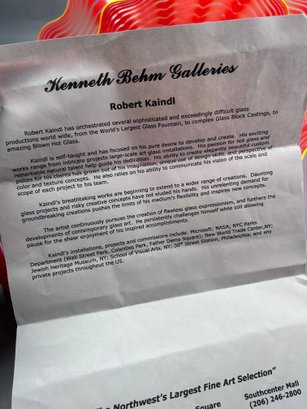 Kenneth Behm Galleries
Robert Kaindl
Robert Kaindl has orchestrated several sophisticated and exceedingly difficult glass
productions world wide, from the World's Largest Glass Fountain, to complex Glass Block Castings, to
amazing Blown Hot Glass.
Kaindl is self-taught and has focused on his pure desire to develop and create. His exciting
works range from intimate projects large-scale art glass installations. His passion for hot glass and
remarkable natural talent help guide his dedication. His ability to create
vision for his clients has grown out of his imagination, unique use of design skills, for powerful custom
color and texture concepts. He also relies on his ability to communicate his vision of the scale and
scope of each project to his team.
Kaindl's breathtaking works are beginning to extend to a wider range of creations. Daunting
glass projects and risky creative concepts have not eluded his hands. His unrelenting demand for
groundbreaking creations pushes the limits of his medium's flexibility and inspires new concepts.
The artist continuously pursues the creation of flawless glass expressionism, and furthers the
developments of contemporary glass art. He persistently challenges himself while still allowing
pause for the sheer enjoyment of his inspired accomplishments.
Kaindl's installations, projects and commissions include: Microsoft; NASA; NYC Parks
Department (Wall Street Park, Coenties Park, Father Dame Square); New World Trade Center, NY;
Jewish Heritage Museum, NY; School of Visual Arts, NY; 30th Street Station, Philadelphia; and any
private projects throughout the US.
Northwest's Largest Fine Art Selection"
Square
Southcenter Mall
(206) 246-2800